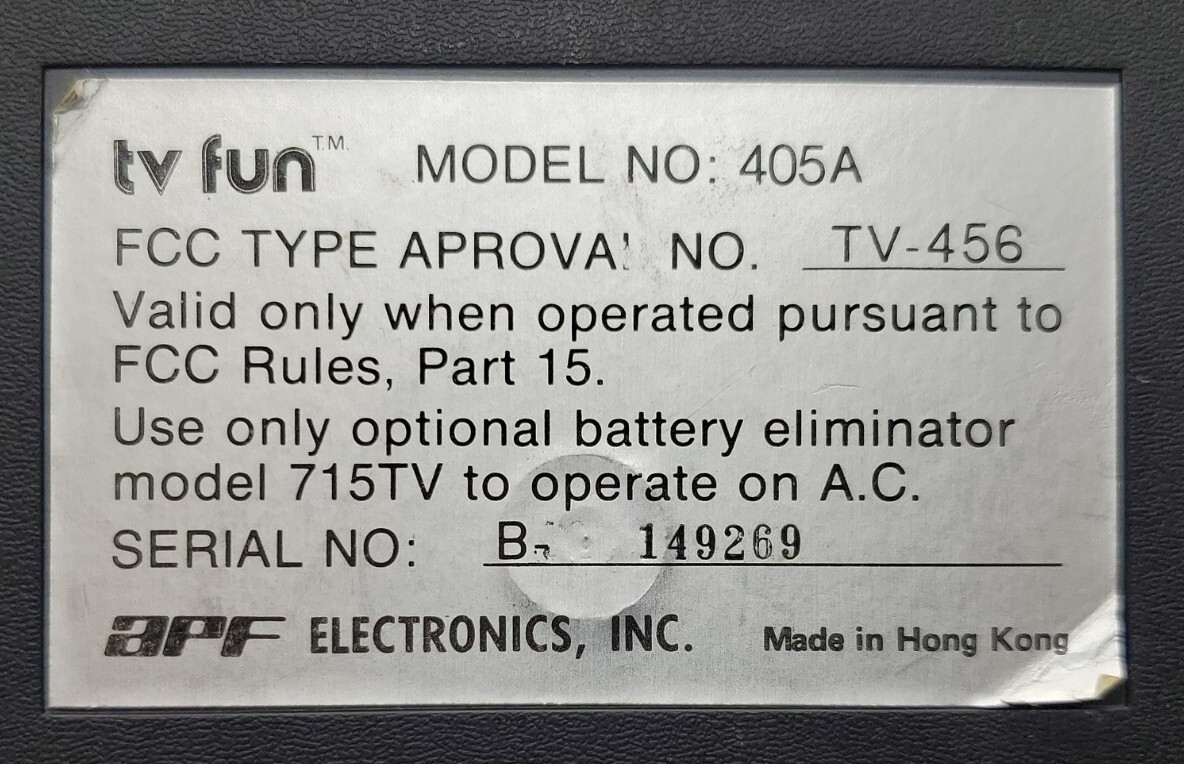 tv fun T.M. MODEL NO: 405A
FCC TYPE NO. TV-456
Valid only when operated pursuant to
FCC Rules, Part 15.
Use only optional battery eliminator
model 715TV to operate on A.C.
SERIAL NO: 149269
APF ELECTRONICS, INC. Made in Hong Kong